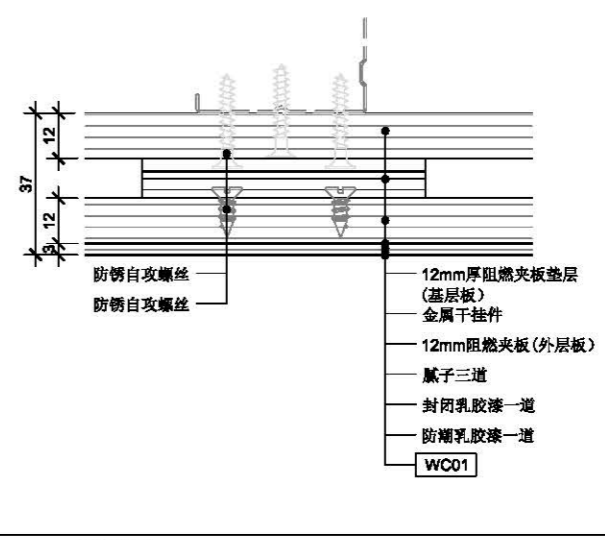 12
37
12
3
防锈自攻螺丝
防锈自攻螺丝
12mm厚阻燃夹板垫层
(基层板)
金属干挂件
12mm阻燃夹板(外层板)
腻子三道
封闭乳胶漆一道
防潮乳胶漆一道
WC01